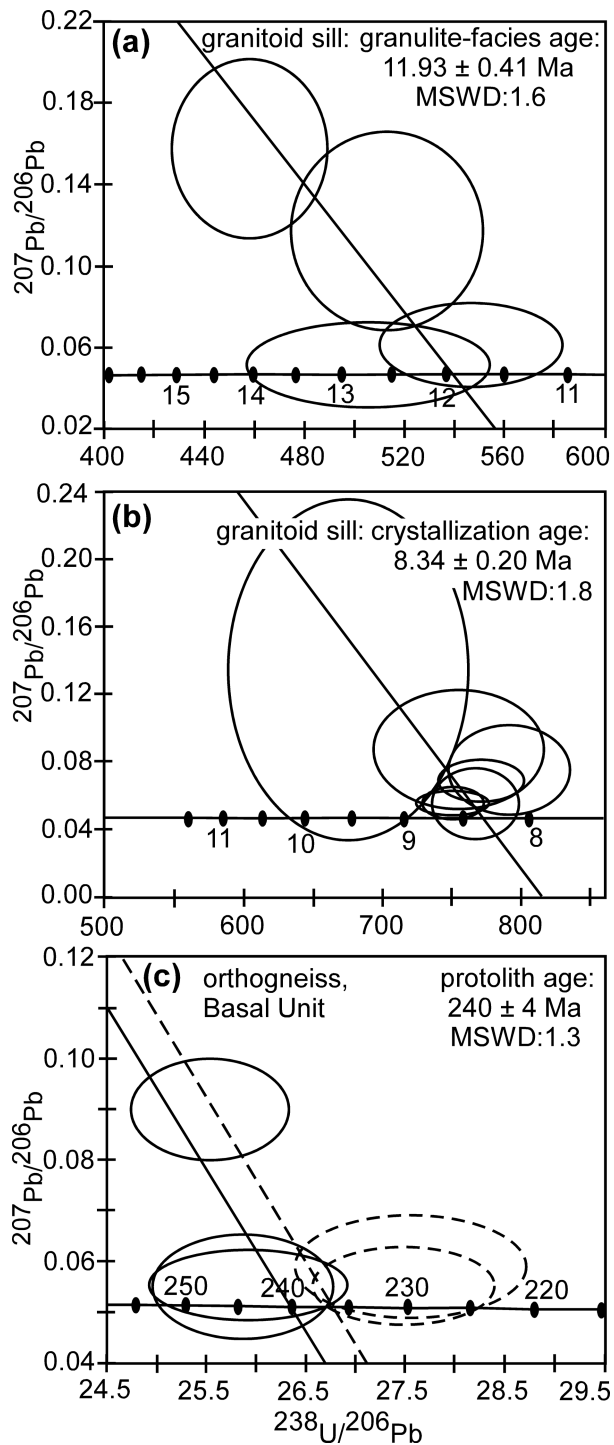 0.22
(a)
granitoid sill: granulite-facies age:
11.93 ± 0.41 Ma
MSWD:1.6
0.18
0.14
0.10
0.06
0.02
207Pb/206Pb
15 14 13 12 11
400 440 480 520 560 600
0.24
(b)
granitoid sill: crystallization age:
8.34 ± 0.20 Ma
MSWD:1.8
0.20
0.16
0.12
0.08
0.04
0.00
207Pb/206Pb
11 10 9 8
500 600 700 800
0.12
(c)
orthogneiss,
Basal Unit
protolith age:
240 ± 4 Ma
MSWD:1.3
0.10
0.08
0.06
0.04
207Pb/206Pb
250 240 230 220
24.5 25.5 26.5 27.5 28.5 29.5
238U/206Pb